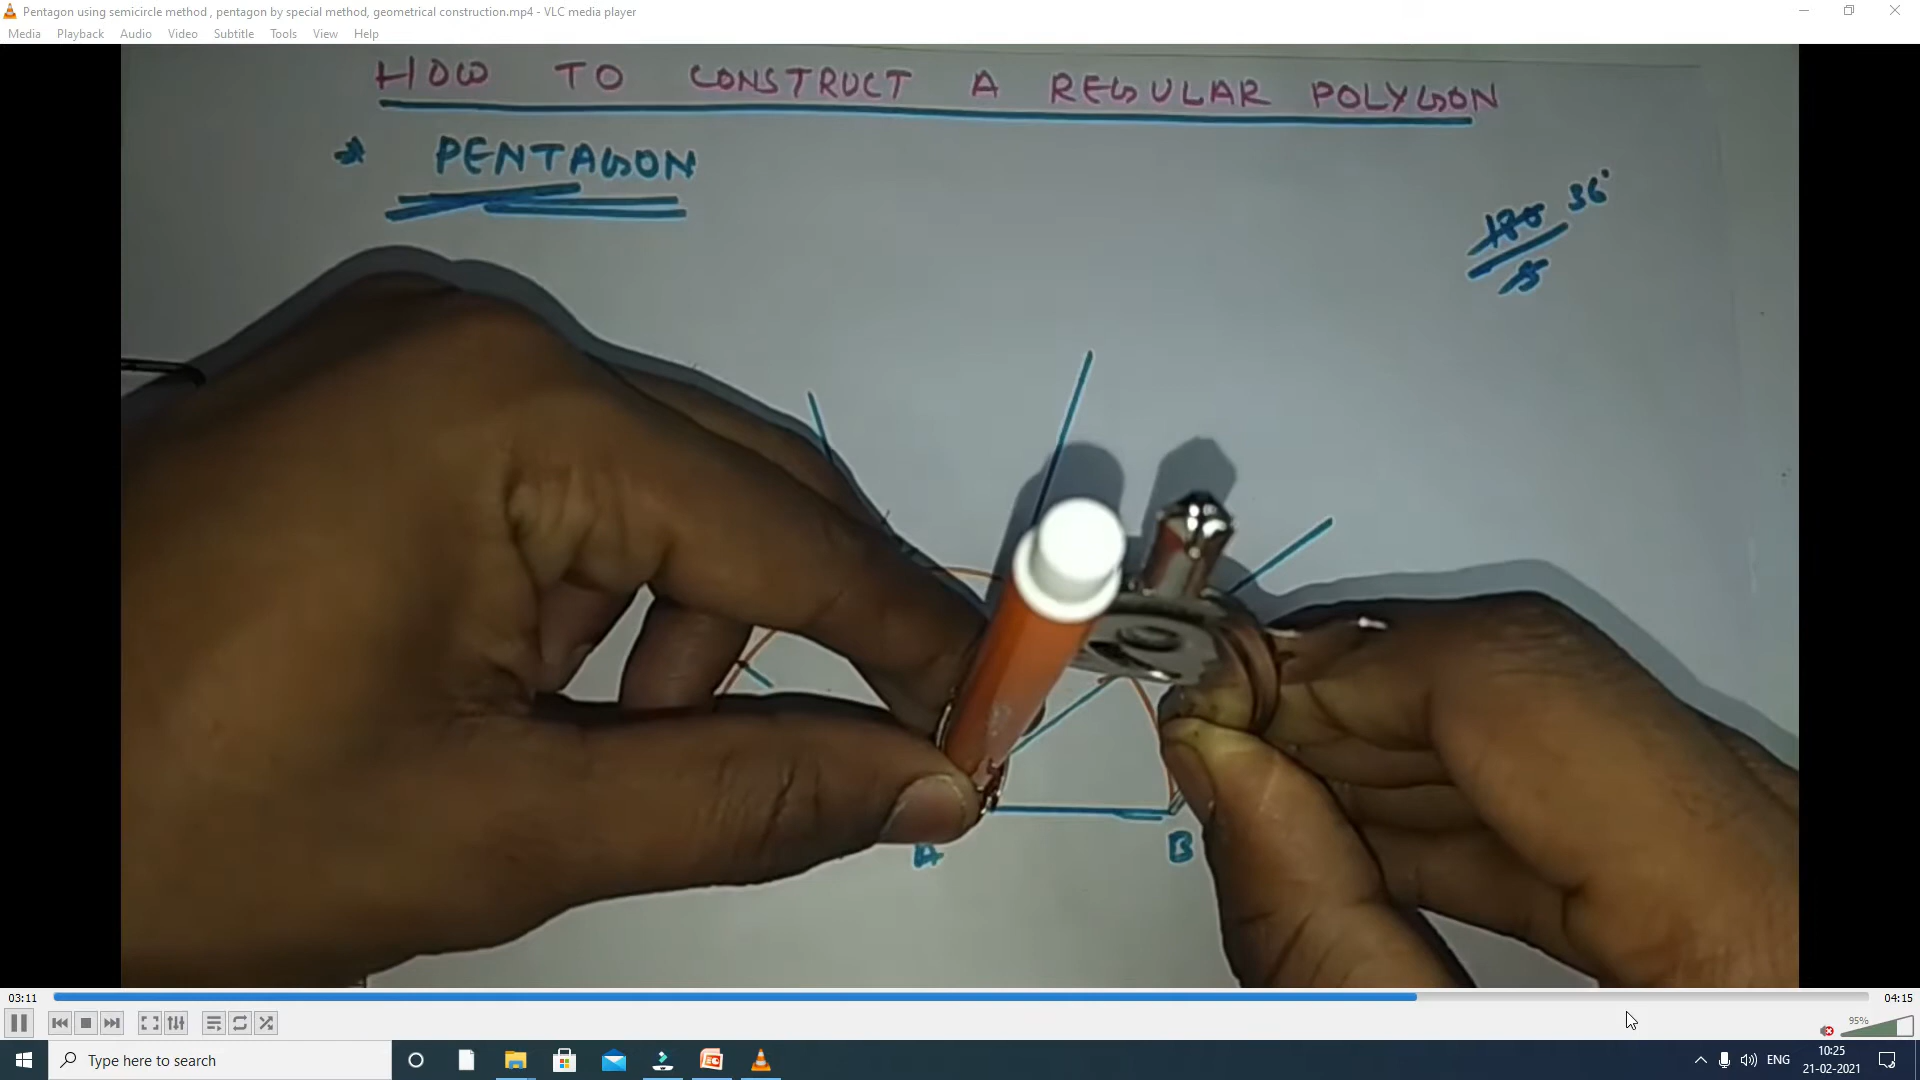 Pentagon using semicircle method , pentagon by special method, geometrical construction.mp4 - VLC media player
Media Playback Audio Video Subtitle Tools View Help
HOW TO CONSTRUCT A REGULAR POLYGON
PENTAGON
180 36°
5
A B
03:11 04:15
95%
Type here to search
ENG
10:25
21-02-2021